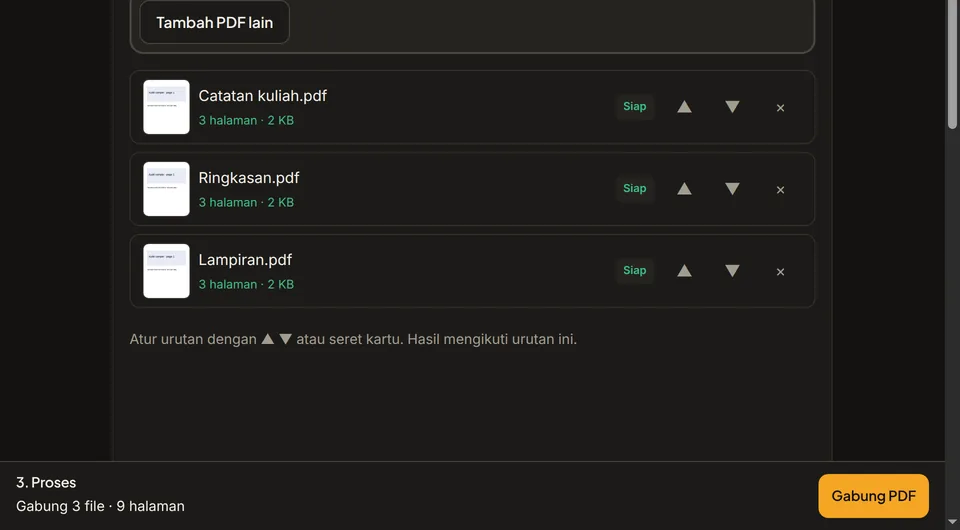 Tambah PDF lain
Catatan kuliah.pdf
3 halaman · 2 KB
Siap ▲ ▼ ×
Ringkasan.pdf
3 halaman · 2 KB
Siap ▲ ▼ ×
Lampiran.pdf
3 halaman · 2 KB
Siap ▲ ▼ ×
Atur urutan dengan ▲ ▼ atau seret kartu. Hasil mengikuti urutan ini.
3. Proses
Gabung 3 file · 9 halaman
Gabung PDF